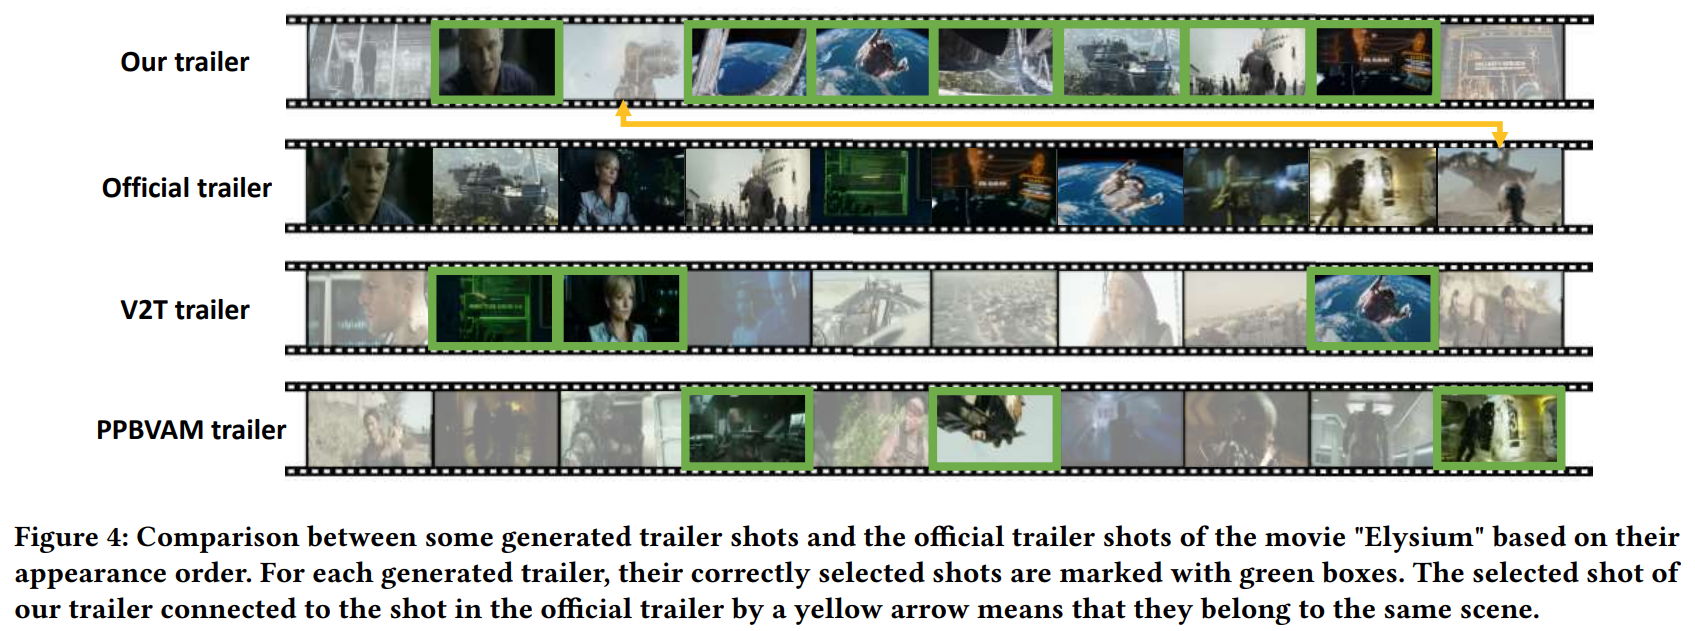 Our trailer
Official trailer
V2T trailer
PPBVAM trailer
Figure 4: Comparison between some generated trailer shots and the official trailer shots of the movie "Elysium" based on their
appearance order. For each generated trailer, their correctly selected shots are marked with green boxes. The selected shot of
our trailer connected to the shot in the official trailer by a yellow arrow means that they belong to the same scene.